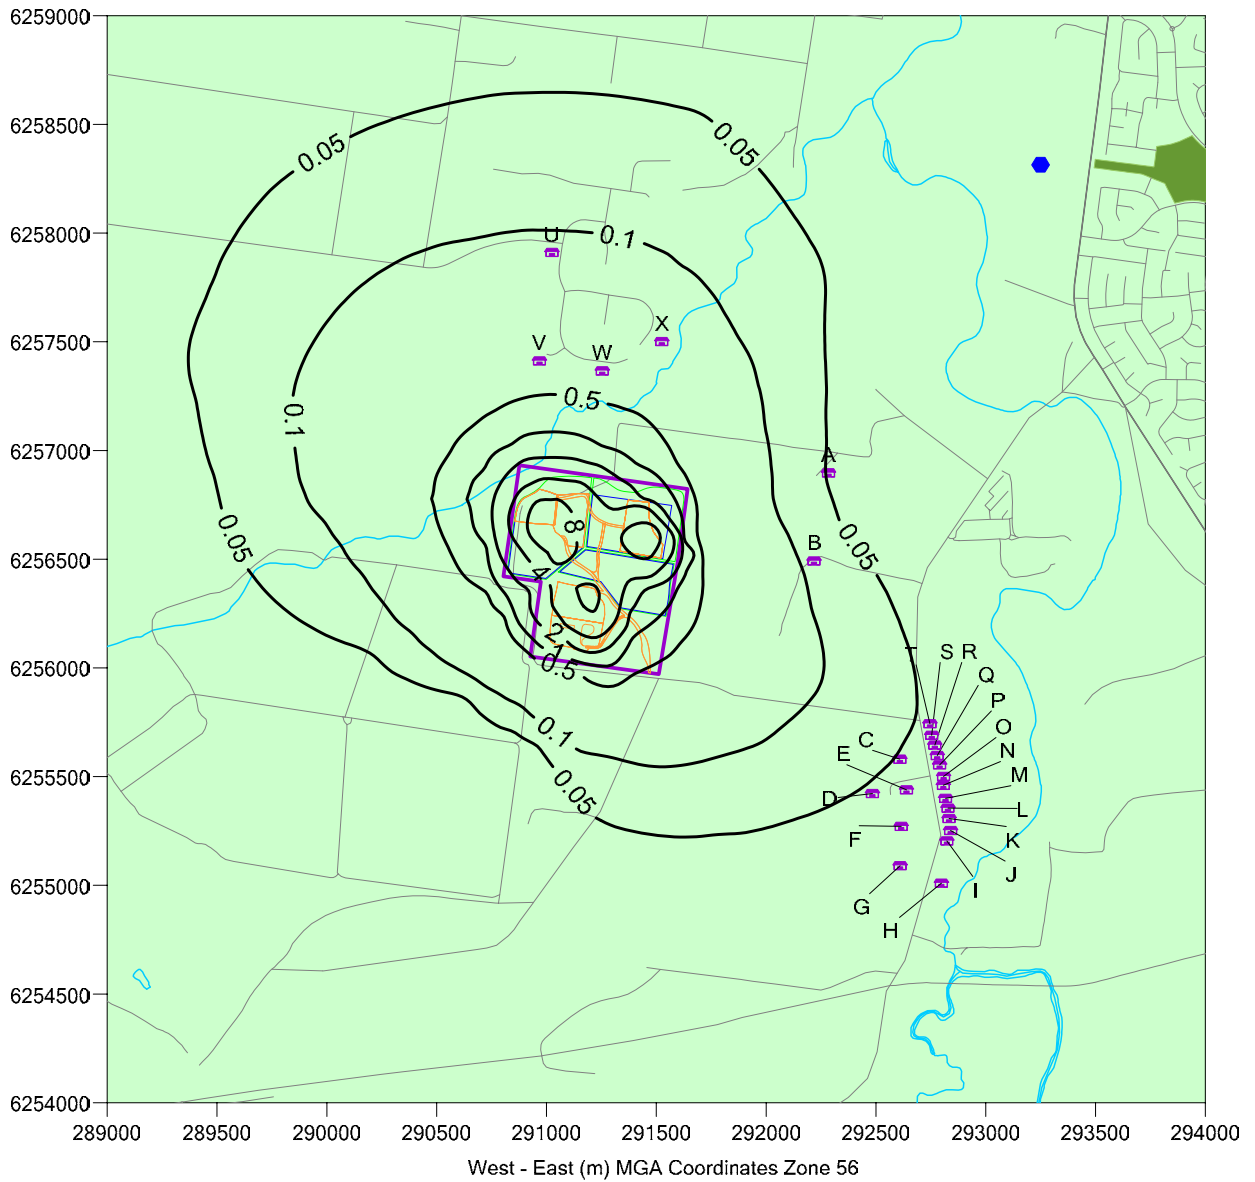 6259000
6258500
6258000
6257500
6257000
6256500
6256000
6255500
6255000
6254500
6254000
0.05
0.05
U
0.1
X
V
W
0.5
0.1
A
8
0.05
0.05
B
4
2
1
0.5
T
S
R
Q
P
O
N
M
L
K
J
I
0.1
C
E
D
0.05
F
G
H
289000
289500
290000
290500
291000
291500
292000
292500
293000
293500
294000
West - East (m) MGA Coordinates Zone 56